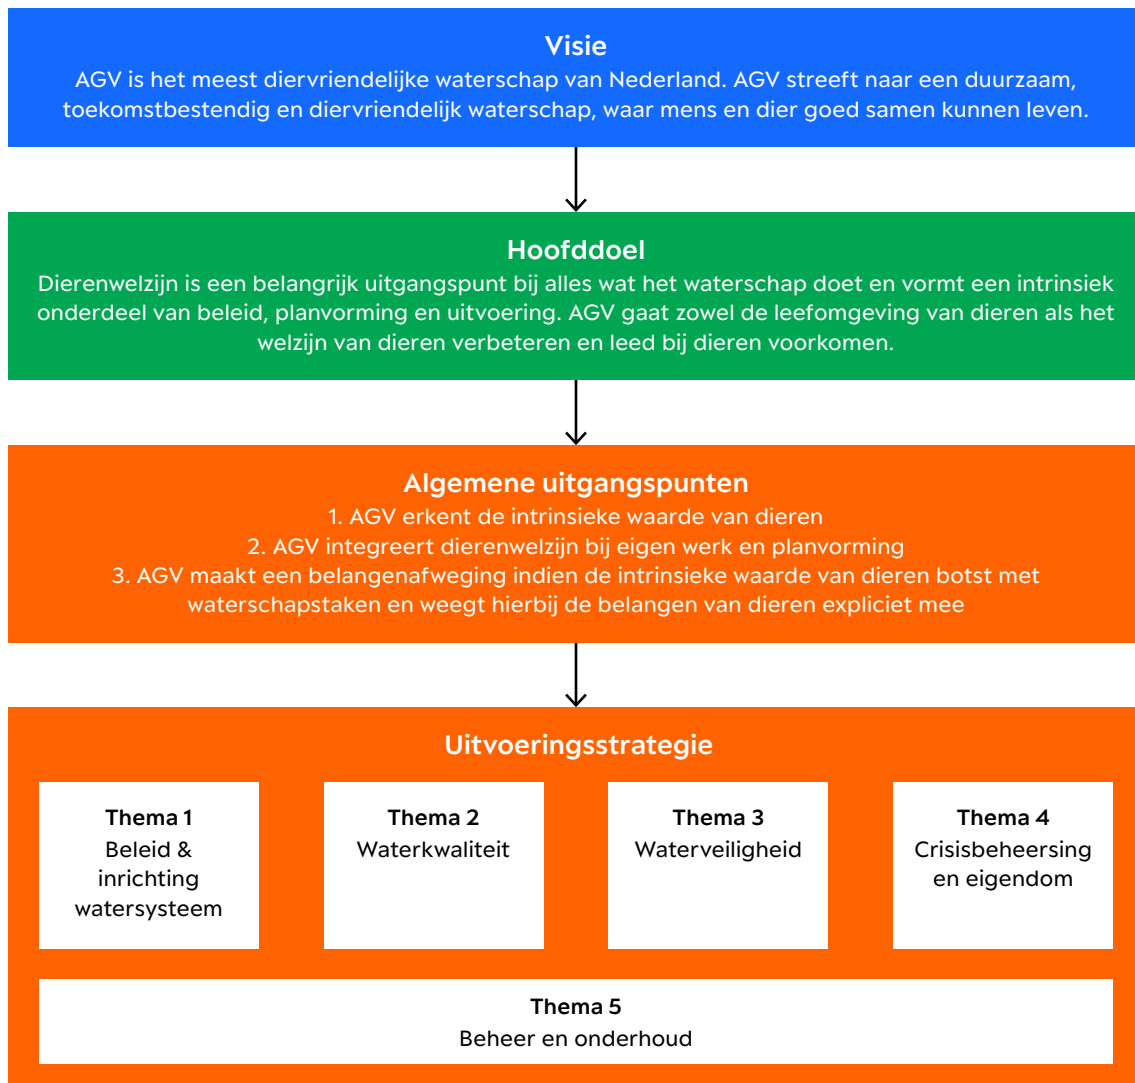 Visie
AGV is het meest diervriendelijke waterschap van Nederland. AGV streeft naar een duurzaam,
toekomstbestendig en diervriendelijk waterschap, waar mens en dier goed samen kunnen leven.
Hoofddoel
Dierenwelzijn is een belangrijk uitgangspunt bij alles wat het waterschap doet en vormt een intrinsiek
onderdeel van beleid, planvorming en uitvoering. AGV gaat zowel de leefomgeving van dieren als het
welzijn van dieren verbeteren en leed bij dieren voorkomen.
Algemene uitgangspunten
1. AGV erkent de intrinsieke waarde van dieren
2. AGV integreert dierenwelzijn bij eigen werk en planvorming
3. AGV maakt een belangenafweging indien de intrinsieke waarde van dieren botst met
waterschapstaken en weegt hierbij de belangen van dieren expliciet mee
Uitvoeringsstrategie
Thema 1
Beleid &
inrichting
watersysteem
Thema 2
Waterkwaliteit
Thema 3
Waterveiligheid
Thema 4
Crisisbeheersing
en eigendom
Thema 5
Beheer en onderhoud